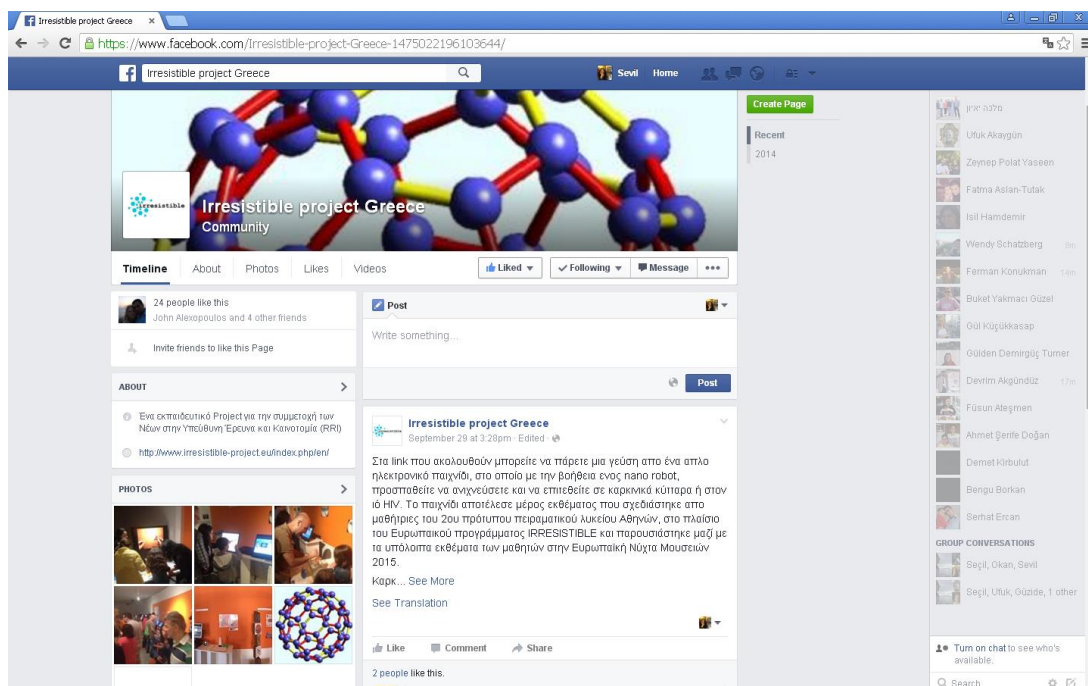 Irresistible project Greece
https://www.facebook.com/Irresistible-project-Greece-1475022196103644/
Irresistible project Greece
Sevil
Home
irresistible
Irresistible project Greece
Community
Create Page
Recent
2014
Timeline
About
Photos
Likes
Videos
Liked
Following
Message
24 people like this
John Alexopoulos and 4 other friends
Invite friends to like this Page
ABOUT
Ένα εκπαιδευτικό Project για την συμμετοχή των
Νέων στην Υπεύθυνη Έρευνα και Καινοτομία (RRI)
http://www.irresistible-project.eu/index.php/en/
PHOTOS
Post
Write something...
Post
Irresistible project Greece
September 29 at 3:28pm · Edited ·
Στα link που ακολουθούν μπορείτε να πάρετε μια γεύση απο ένα απλο
ηλεκτρονικό παιχνίδι, στο οποίο με την βοήθεια ενος nano robot,
προσπαθείτε να ανιχνεύσετε και να επιτεθείτε σε καρκινικά κύτταρα ή στον
ιό HIV. Το παιχνίδι αποτέλεσε μέρος εκθέματος που σχεδιάστηκε απο
μαθήτριες του 2ου πρότυπου πειραματικού λυκείου Αθηνών, στο πλαίσιο
του Ευρωπαικού προγράμματος IRRESISTIBLE και παρουσιάστηκε μαζί με
τα υπόλοιπα εκθέματα των μαθητών στην Ευρωπαική Νύχτα Μουσειών
2015.
Καρκ... See More
See Translation
Like
Comment
Share
2 people like this.
מלכה יאיון
Ufuk Akaygün
Zeynep Polat Yaseen
Fatma Aslan-Tutak
Isil Hamdemir
Wendy Schatzberg 9m
Ferman Konukman 14m
Buket Yakmacı Güzel
Gül Küçükkasap
Gülden Demirgüç Turner
Devrim Akgündüz 17m
Füsun Ateşmen
Ahmet Şerife Doğan
Demet Kirbulut
Bengu Borkan
Serhat Ercan
GROUP CONVERSATIONS
Seçil, Okan, Sevil
Seçil, Ufuk, Güzide, 1 other
Turn on chat to see who's
available.
Search